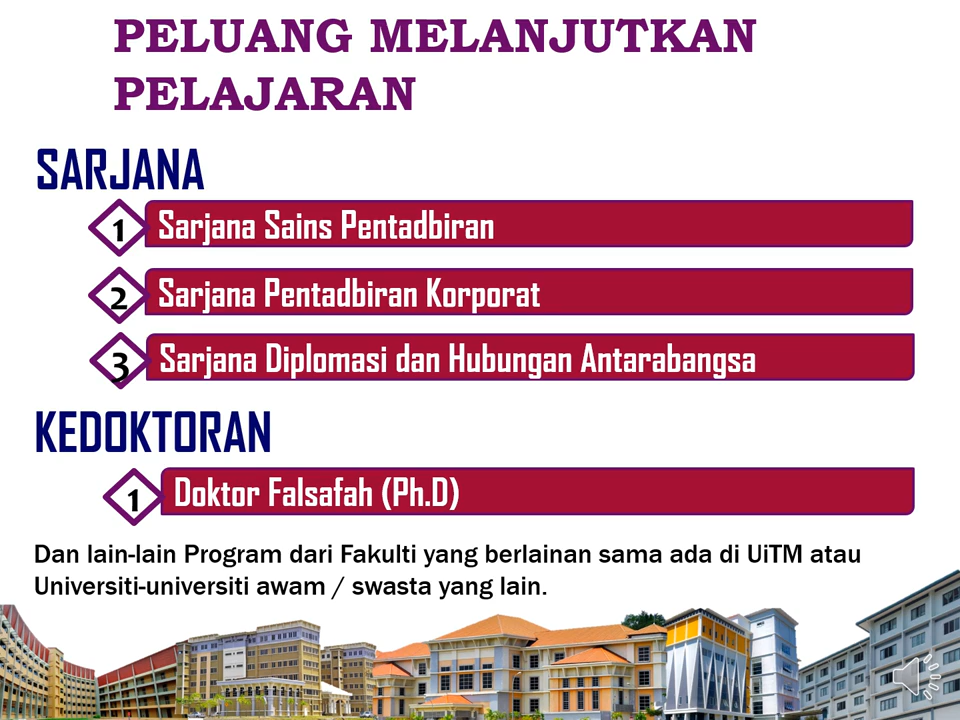 PELUANG MELANJUTKAN
PELAJARAN
SARJANA
1 Sarjana Sains Pentadbiran
2 Sarjana Pentadbiran Korporat
3 Sarjana Diplomasi dan Hubungan Antarabangsa
KEDOKTORAN
1 Doktor Falsafah (Ph.D)
Dan lain-lain Program dari Fakulti yang berlainan sama ada di UiTM atau
Universiti-universiti awam / swasta yang lain.